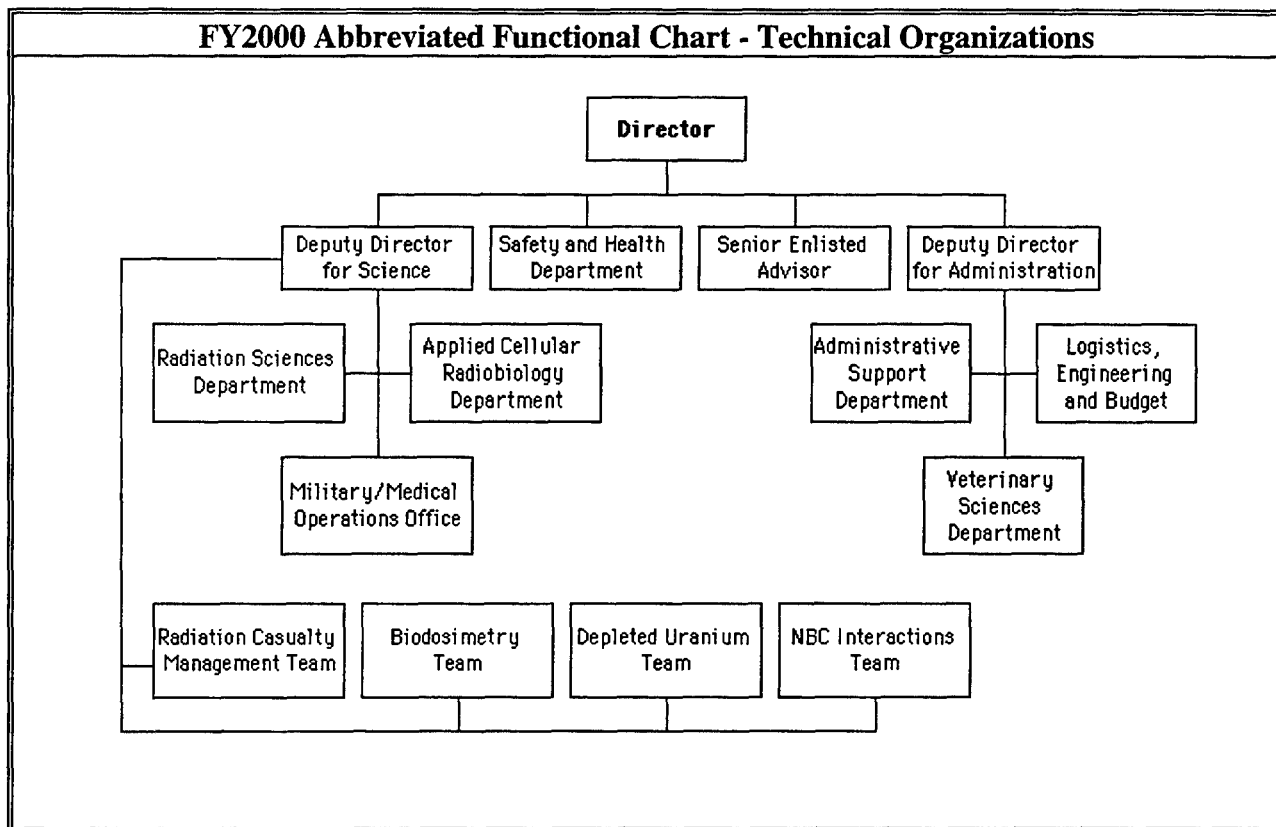 FY2000 Abbreviated Functional Chart - Technical Organizations
Director
Deputy Director
for Science
Safety and Health
Department
Senior Enlisted
Advisor
Deputy Director
for Administration
Radiation Sciences
Department
Applied Cellular
Radiobiology
Department
Administrative
Support
Department
Logistics,
Engineering
and Budget
Military/Medical
Operations Office
Veterinary
Sciences
Department
Radiation Casualty
Management Team
Biodosimetry
Team
Depleted Uranium
Team
NBC Interactions
Team